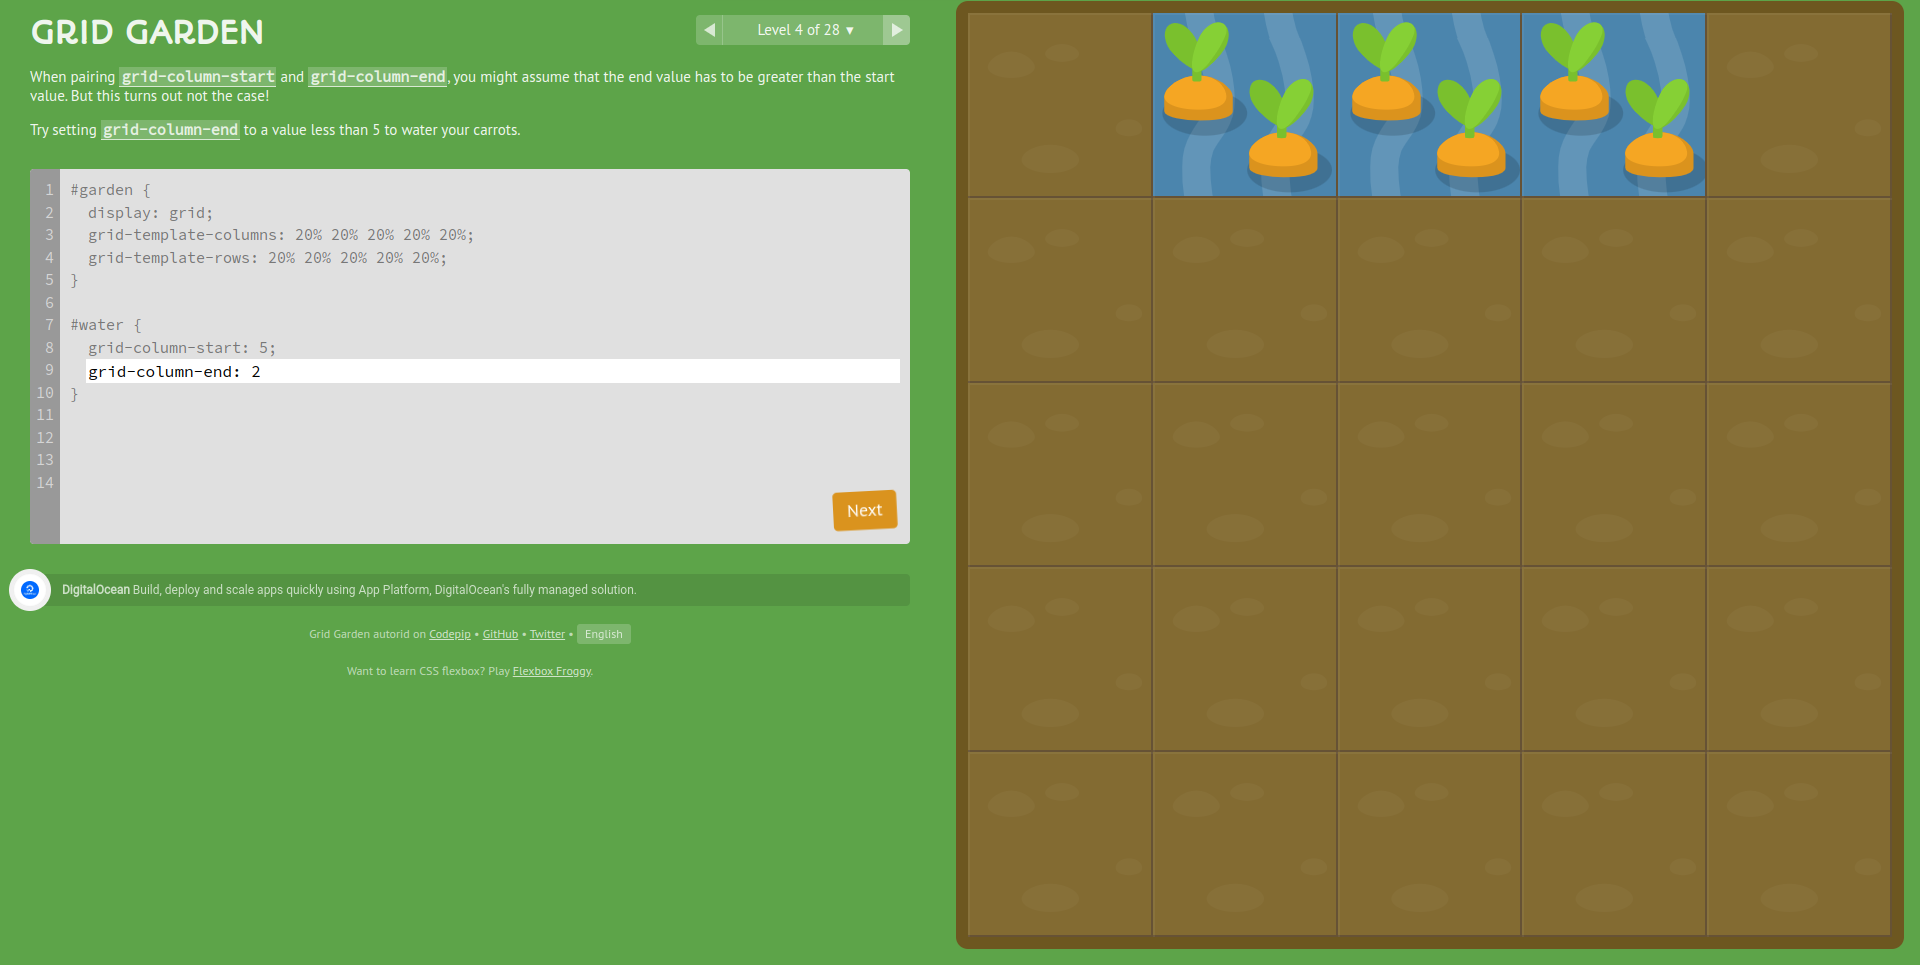 GRID GARDEN
◀ Level 4 of 28 ▾ ▶
When pairing grid-column-start and grid-column-end, you might assume that the end value has to be greater than the start
value. But this turns out not the case!
Try setting grid-column-end to a value less than 5 to water your carrots.
1 #garden {
2 display: grid;
3 grid-template-columns: 20% 20% 20% 20% 20%;
4 grid-template-rows: 20% 20% 20% 20% 20%;
5 }
6
7 #water {
8 grid-column-start: 5;
9 grid-column-end: 2
10 }
11
12
13
14
Next
DigitalOcean Build, deploy and scale apps quickly using App Platform, DigitalOcean's fully managed solution.
Grid Garden autorid on Codepip • GitHub • Twitter • English
Want to learn CSS flexbox? Play Flexbox Froggy.